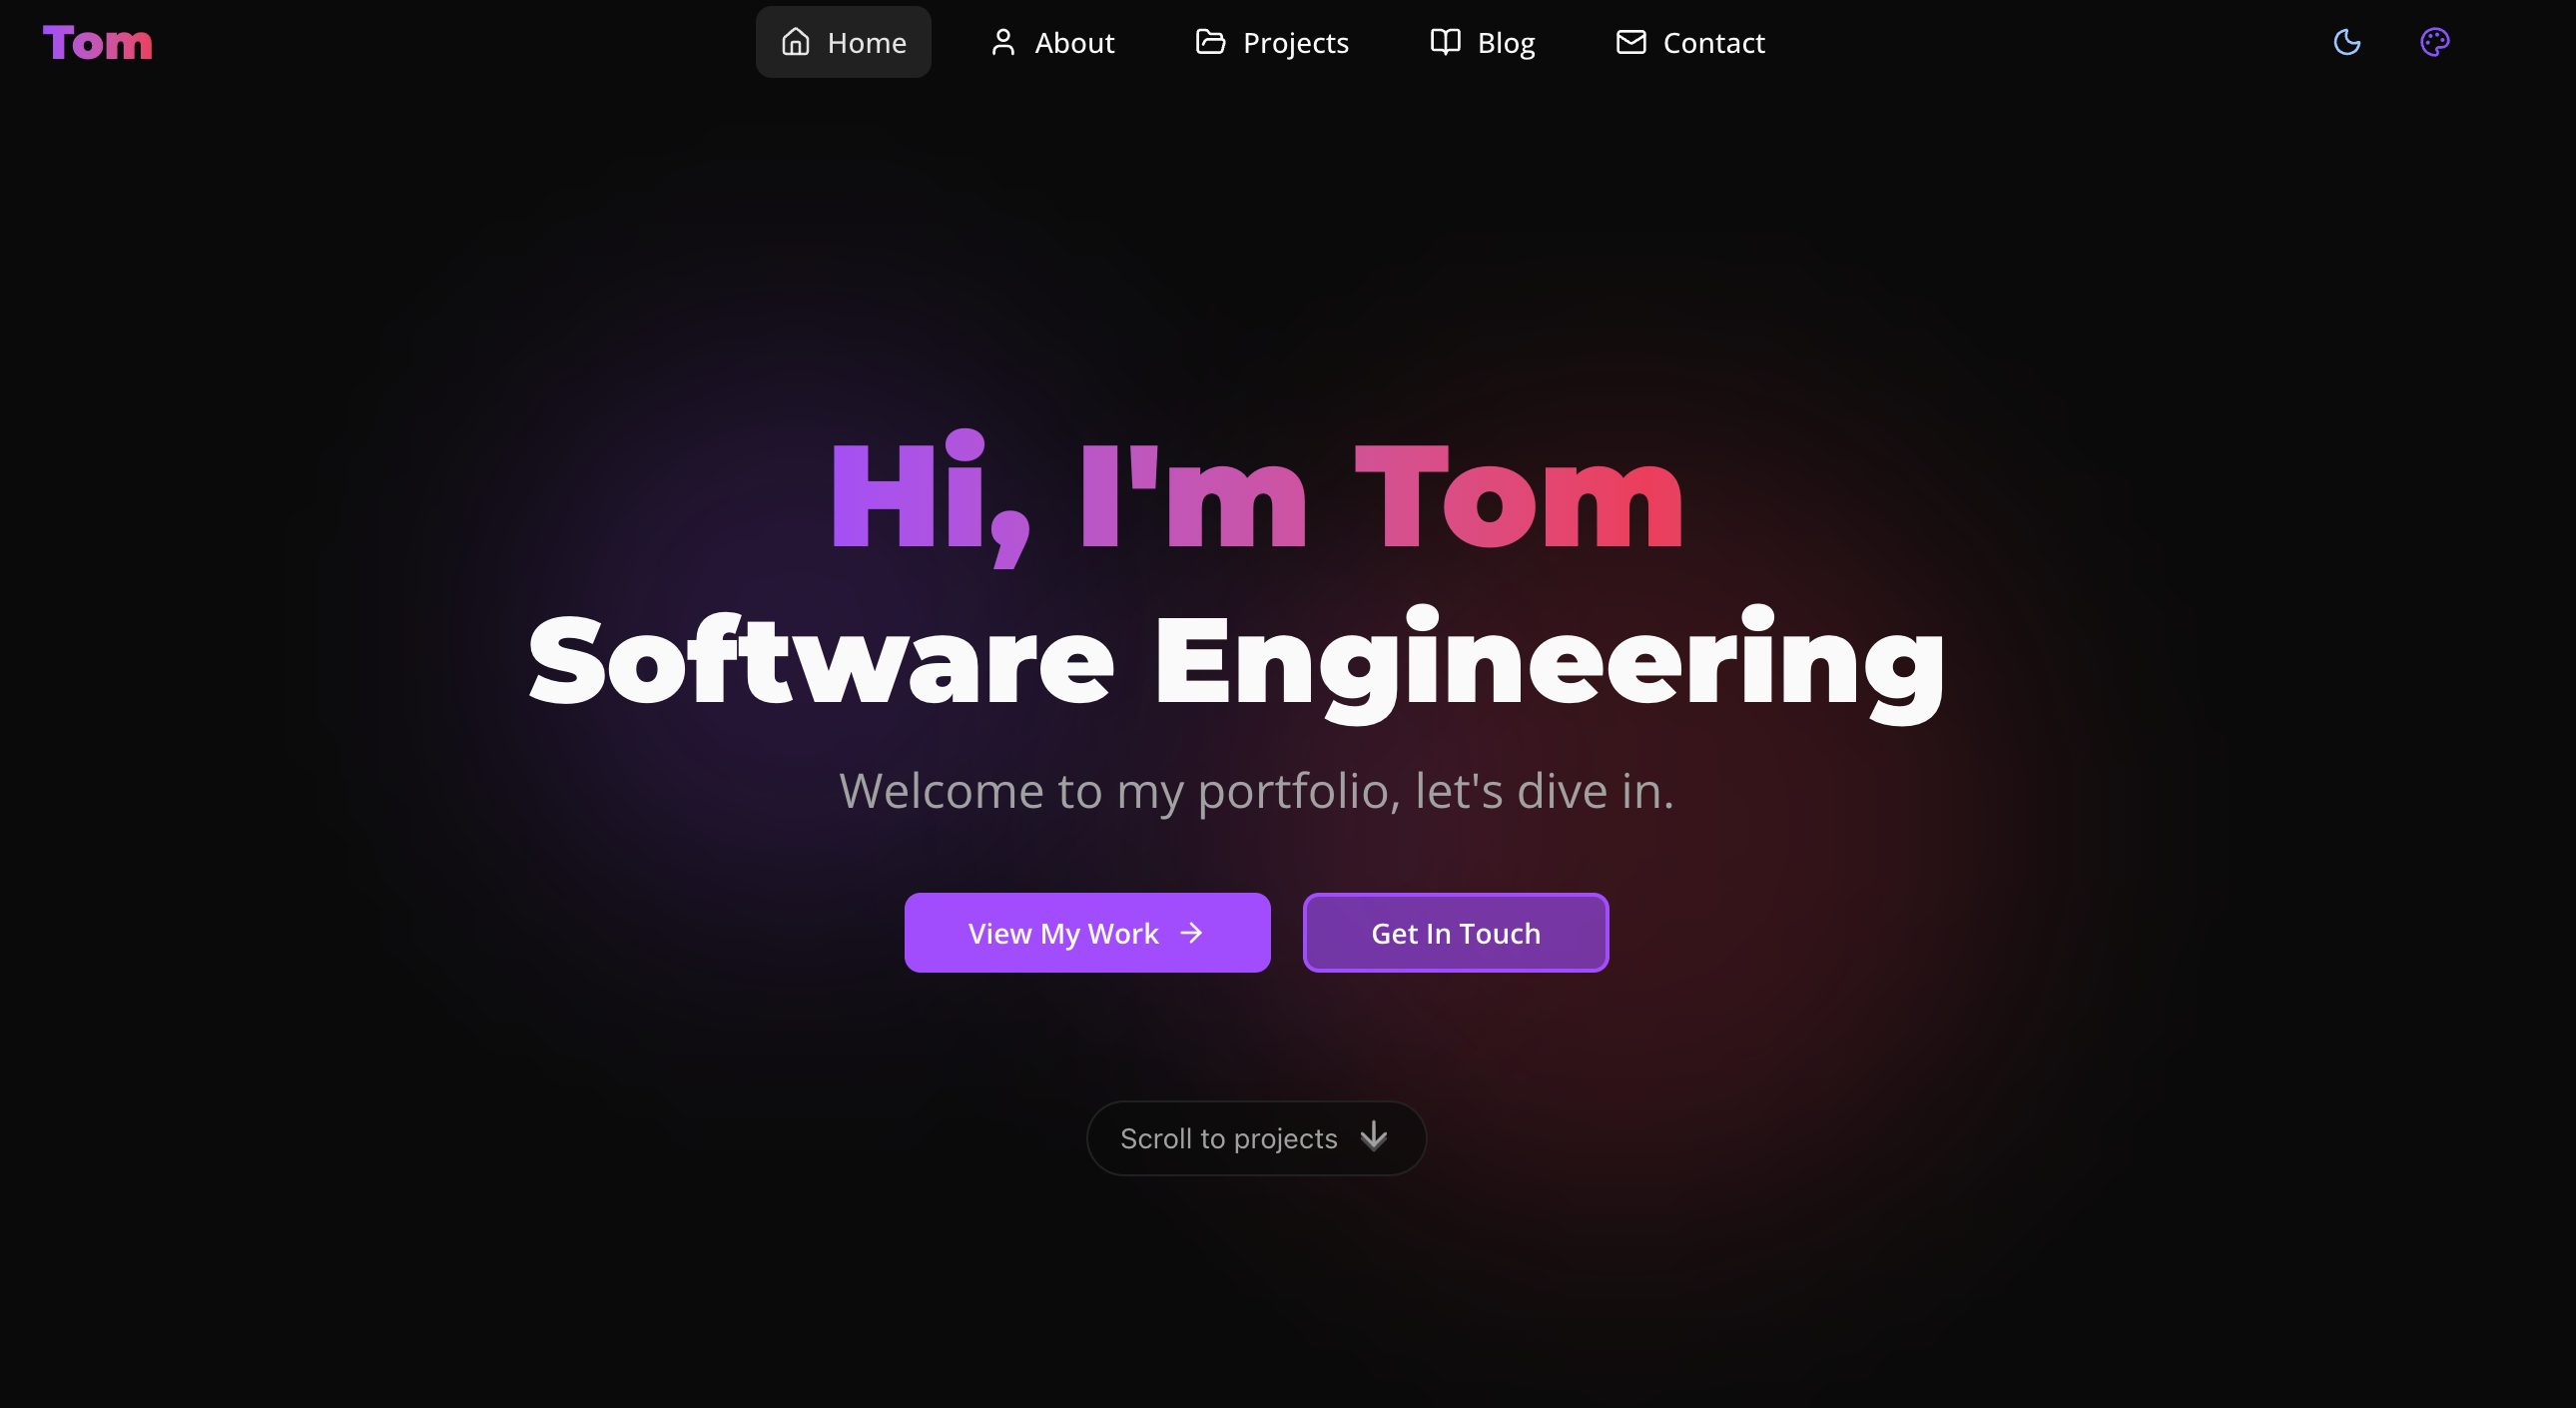 Tom
Home
About
Projects
Blog
Contact
Hi, I'm Tom
Software Engineering
Welcome to my portfolio, let's dive in.
View My Work
Get In Touch
Scroll to projects